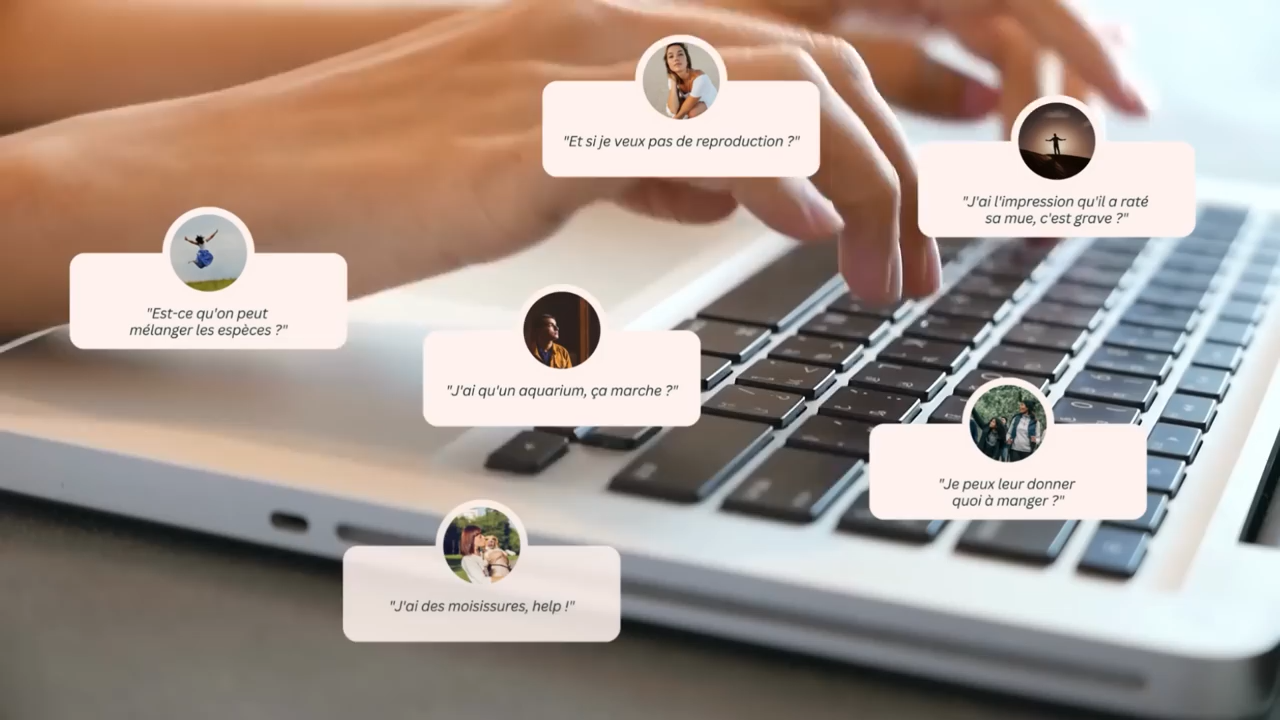 "Et si je veux pas de reproduction ?"
"J'ai l'impression qu'il a raté
sa mue, c'est grave ?"
"Est-ce qu'on peut
mélanger les espèces ?"
"J'ai qu'un aquarium, ça marche ?"
"Je peux leur donner
quoi à manger ?"
"J'ai des moisissures, help !"